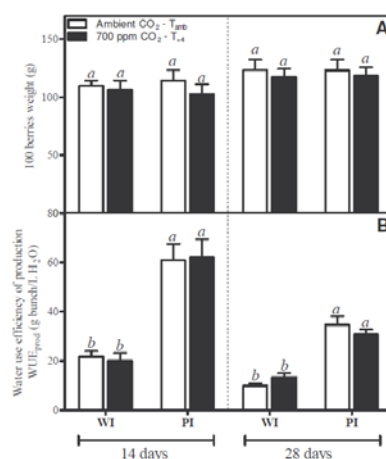 Ambient CO2 - Tamb
700 ppm CO2 - T+4
A
150
100
50
100 berries weight (g)
a a a a a a a a
B
80
60
40
20
0
Water use efficiency of production
WUEprod (g bunch/L H2O)
b b a a b b a a
WI PI WI PI
14 days 28 days